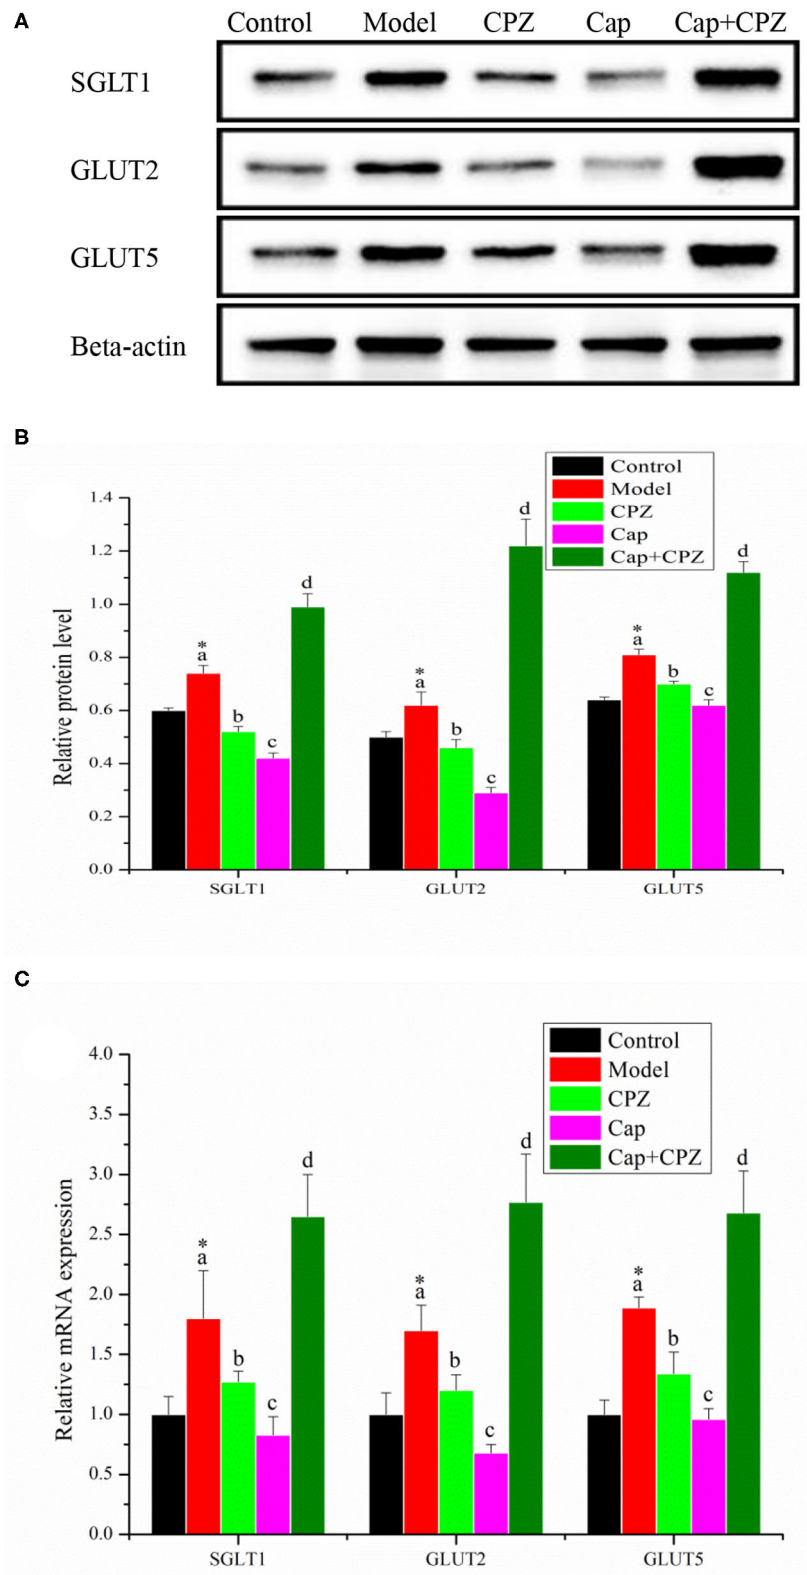 A
Control Model CPZ Cap Cap+CPZ
SGLT1
GLUT2
GLUT5
Beta-actin
B
Control
Model
CPZ
Cap
Cap+CPZ
Relative protein level
1.4
1.2
1.0
0.8
0.6
0.4
0.2
0.0
* a b c d
* a b c d
* a b c d
SGLT1 GLUT2 GLUT5
C
Control
Model
CPZ
Cap
Cap+CPZ
Relative mRNA expression
4.0
3.5
3.0
2.5
2.0
1.5
1.0
0.5
0.0
* a b c d
* a b c d
* a b c d
SGLT1 GLUT2 GLUT5